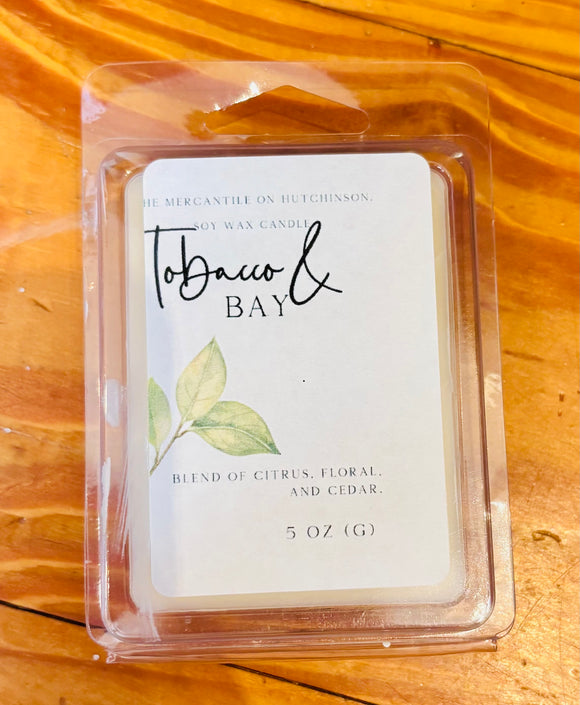 HE MERCANTILE ON HUTCHINSON.
SOY WAX CANDLE
Tobacco &
BAY
BLEND OF CITRUS, FLORAL,
AND CEDAR.
5 OZ (G)